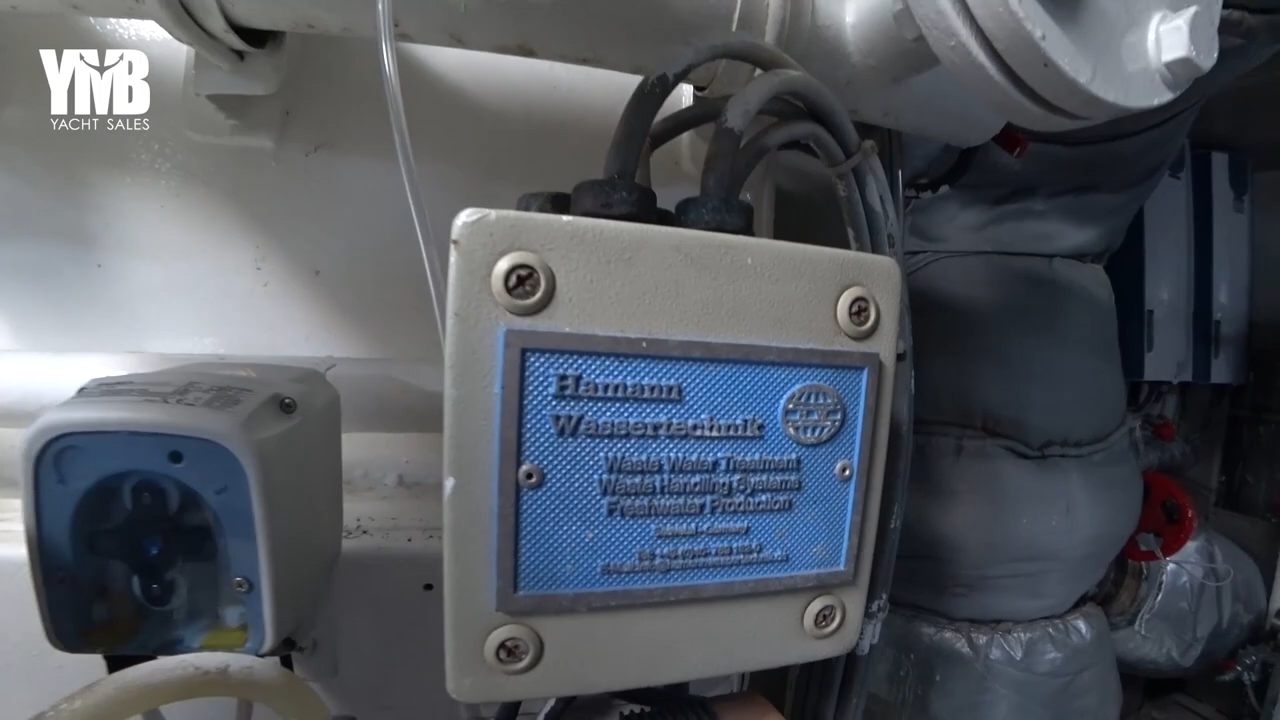 YMB
YACHT SALES
Hamann
Wassertechnik
Waste Water Treatment
Waste Handling Systems
Freshwater Production